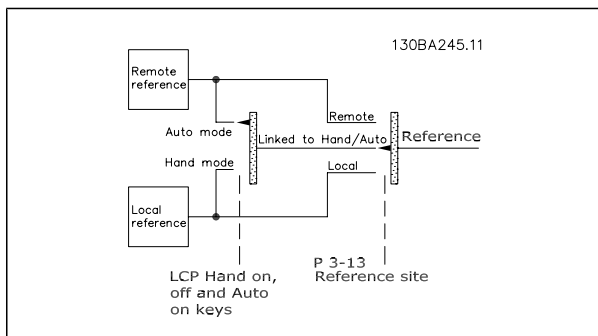 130BA245.11
Remote
reference
Remote
Auto mode
Linked to Hand/Auto
Reference
Hand mode
Local
Local
reference
LCP Hand on,
off and Auto
on keys
P 3-13
Reference site